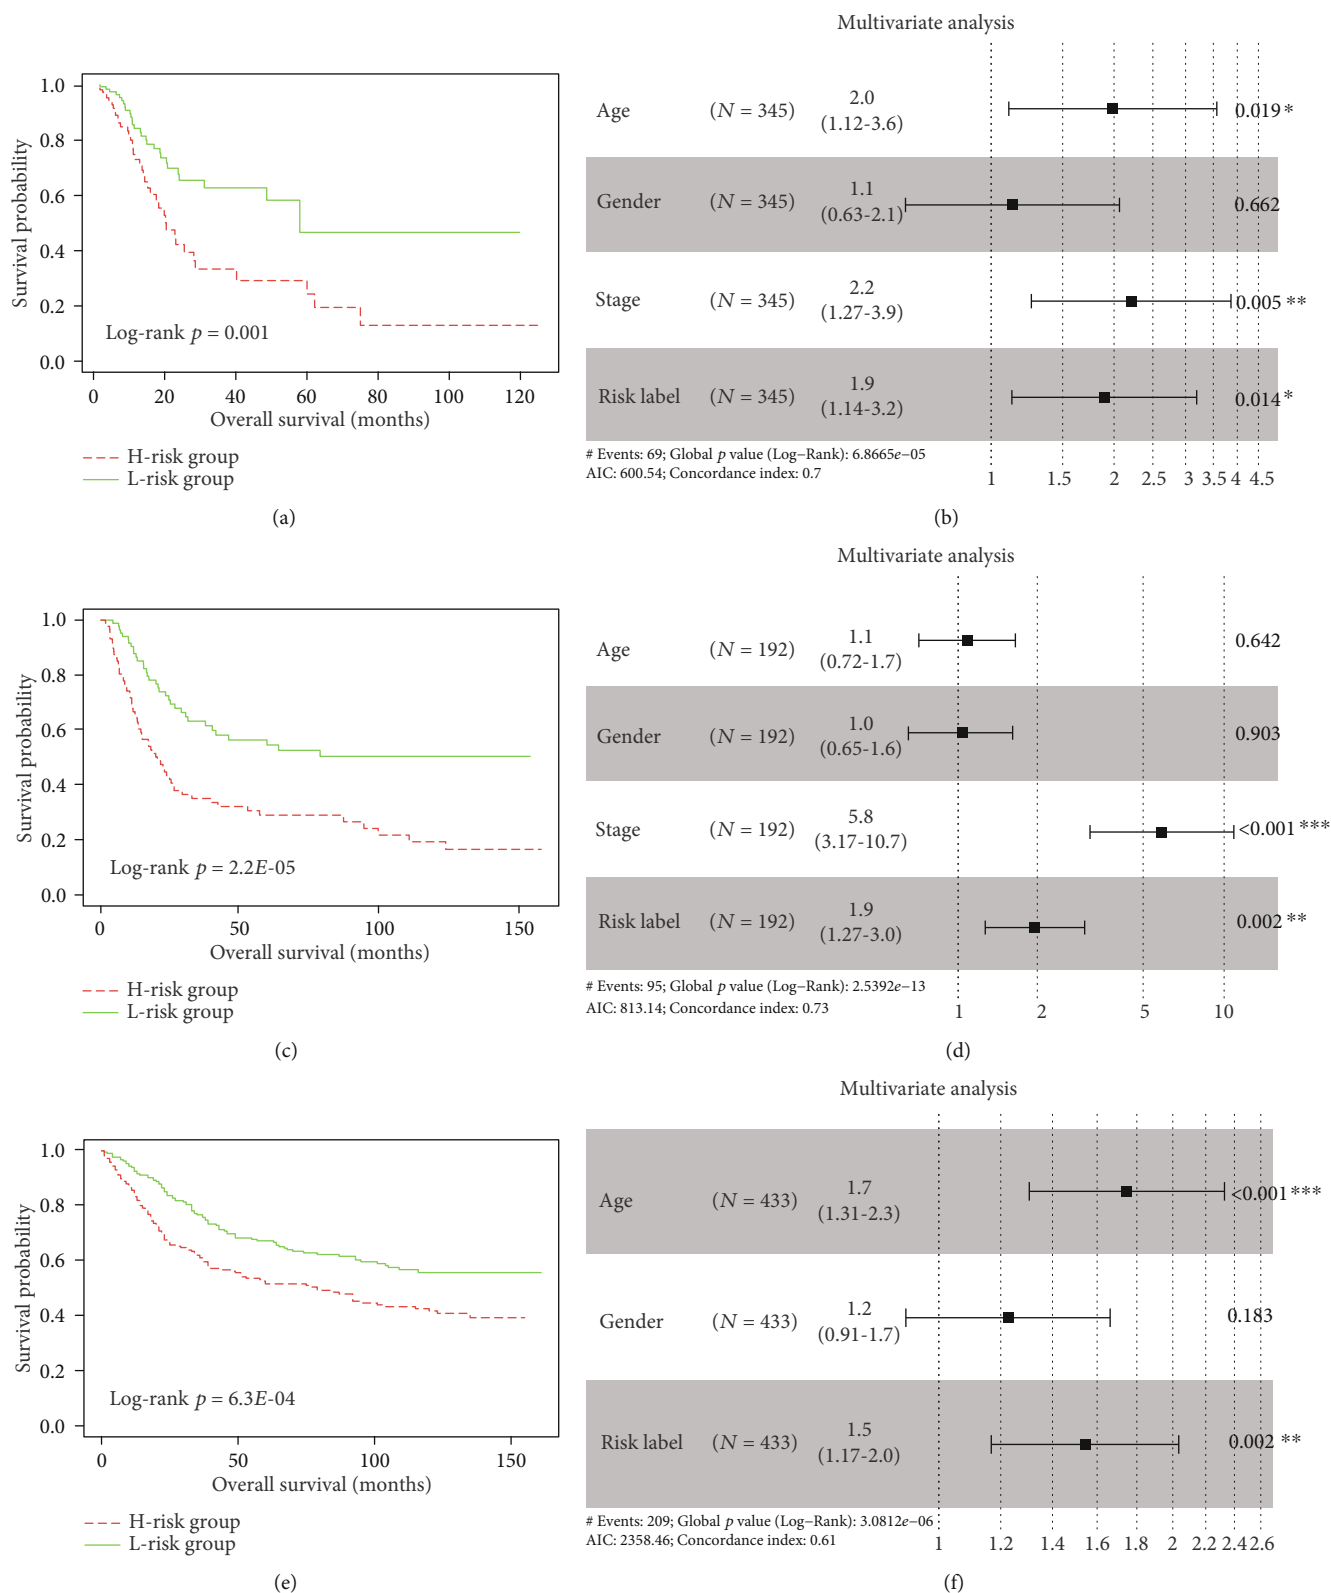 Survival probability
1.0
0.8
0.6
0.4
0.2
0.0
Log-rank p = 0.001
0 20 40 60 80 100 120
Overall survival (months)
H-risk group
L-risk group
(a)
Multivariate analysis
Age (N = 345) 2.0 (1.12-3.6) 0.019 *
Gender (N = 345) 1.1 (0.63-2.1) 0.662
Stage (N = 345) 2.2 (1.27-3.9) 0.005 **
Risk label (N = 345) 1.9 (1.14-3.2) 0.014 *
# Events: 69; Global p value (Log−Rank): 6.8665e−05
AIC: 600.54; Concordance index: 0.7
1 1.5 2 2.5 3 3.5 4 4.5
(b)
Survival probability
1.0
0.8
0.6
0.4
0.2
0.0
Log-rank p = 2.2E-05
0 50 100 150
Overall survival (months)
H-risk group
L-risk group
(c)
Multivariate analysis
Age (N = 192) 1.1 (0.72-1.7) 0.642
Gender (N = 192) 1.0 (0.65-1.6) 0.903
Stage (N = 192) 5.8 (3.17-10.7) <0.001 ***
Risk label (N = 192) 1.9 (1.27-3.0) 0.002 **
# Events: 95; Global p value (Log−Rank): 2.5392e−13
AIC: 813.14; Concordance index: 0.73
1 2 5 10
(d)
Survival probability
1.0
0.8
0.6
0.4
0.2
0.0
Log-rank p = 6.3E-04
0 50 100 150
Overall survival (months)
H-risk group
L-risk group
(e)
Multivariate analysis
Age (N = 433) 1.7 (1.31-2.3) <0.001 ***
Gender (N = 433) 1.2 (0.91-1.7) 0.183
Risk label (N = 433) 1.5 (1.17-2.0) 0.002 **
# Events: 209; Global p value (Log−Rank): 3.0812e−06
AIC: 2358.46; Concordance index: 0.61
1 1.2 1.4 1.6 1.8 2 2.2 2.4 2.6
(f)